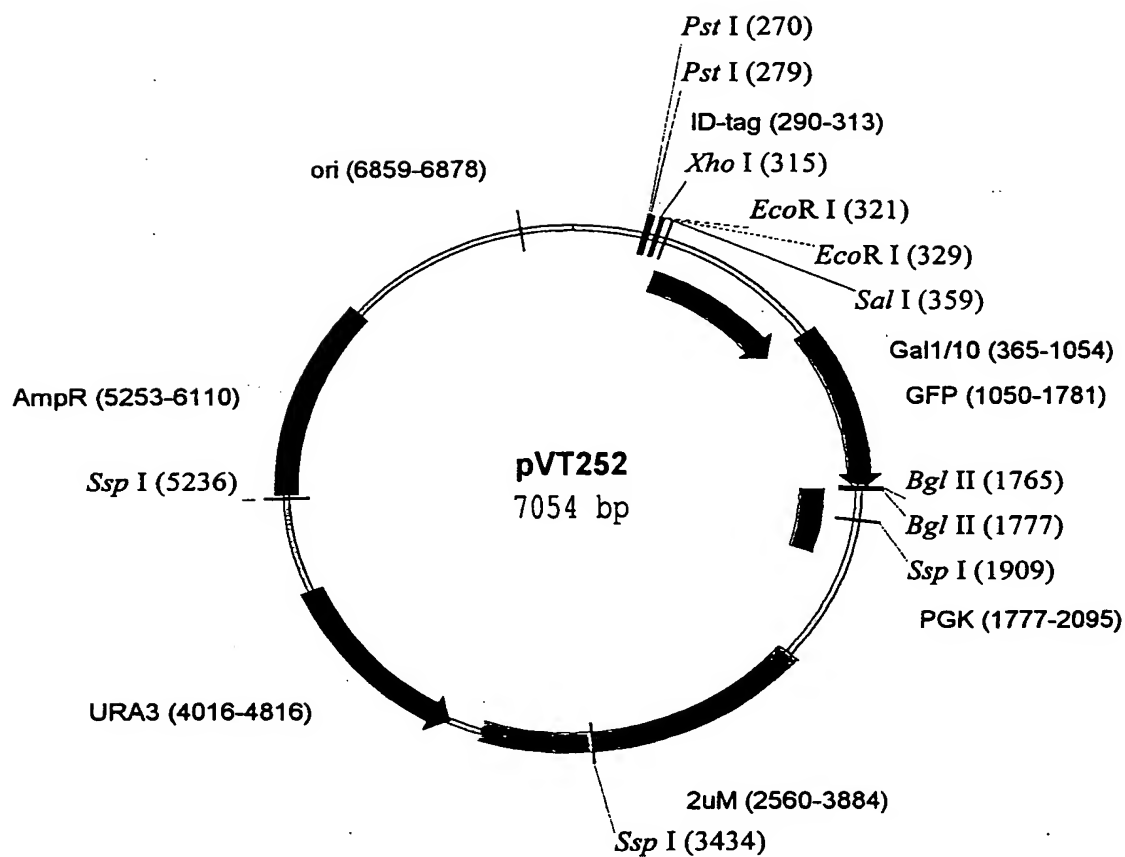 Pst I (270)
Pst I (279)
ID-tag (290-313)
ori (6859-6878)
Xho I (315)
EcoR I (321)
EcoR I (329)
Sal I (359)
Gal1/10 (365-1054)
AmpR (5253-6110)
GFP (1050-1781)
pVT252
7054 bp
Ssp I (5236)
Bgl II (1765)
Bgl II (1777)
Ssp I (1909)
PGK (1777-2095)
URA3 (4016-4816)
2uM (2560-3884)
Ssp I (3434)